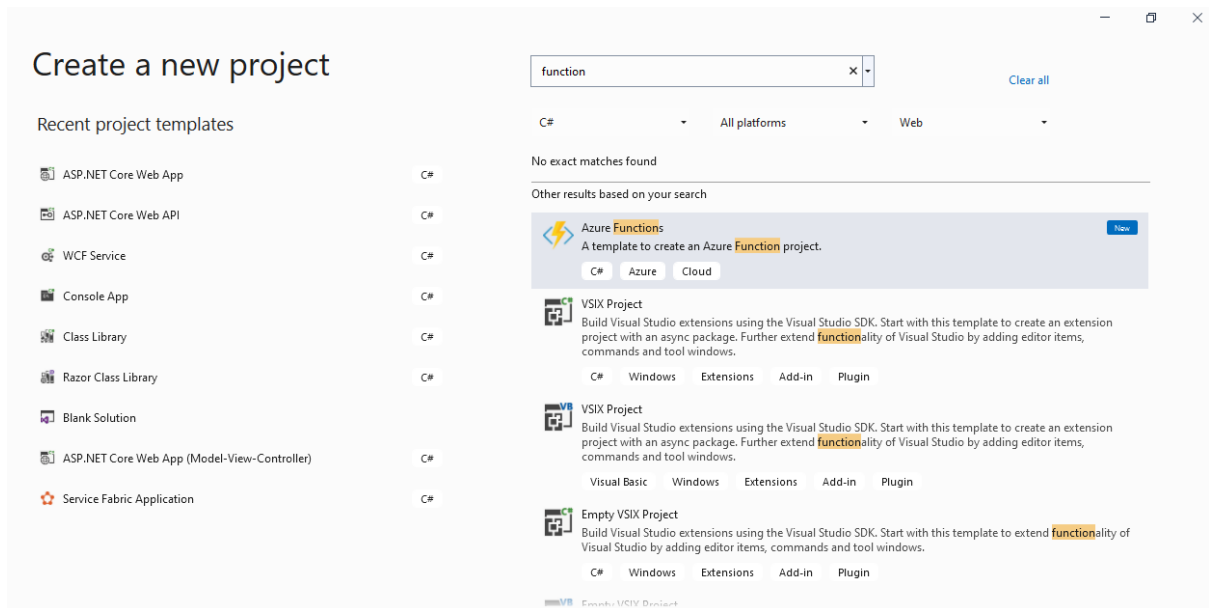 Create a new project
Recent project templates
ASP.NET Core Web App C#
ASP.NET Core Web API C#
WCF Service C#
Console App C#
Class Library C#
Razor Class Library C#
Blank Solution
ASP.NET Core Web App (Model-View-Controller) C#
Service Fabric Application C#
function
Clear all
C# All platforms Web
No exact matches found
Other results based on your search
Azure Functions New
A template to create an Azure Function project.
C# Azure Cloud
VSIX Project
Build Visual Studio extensions using the Visual Studio SDK. Start with this template to create an extension
project with an async package. Further extend functionality of Visual Studio by adding editor items,
commands and tool windows.
C# Windows Extensions Add-in Plugin
VSIX Project
Build Visual Studio extensions using the Visual Studio SDK. Start with this template to create an extension
project with an async package. Further extend functionality of Visual Studio by adding editor items,
commands and tool windows.
Visual Basic Windows Extensions Add-in Plugin
Empty VSIX Project
Build Visual Studio extensions using the Visual Studio SDK. Start with this template to extend functionality of
Visual Studio by adding editor items, commands and tool windows.
C# Windows Extensions Add-in Plugin
Empty VSIX Project